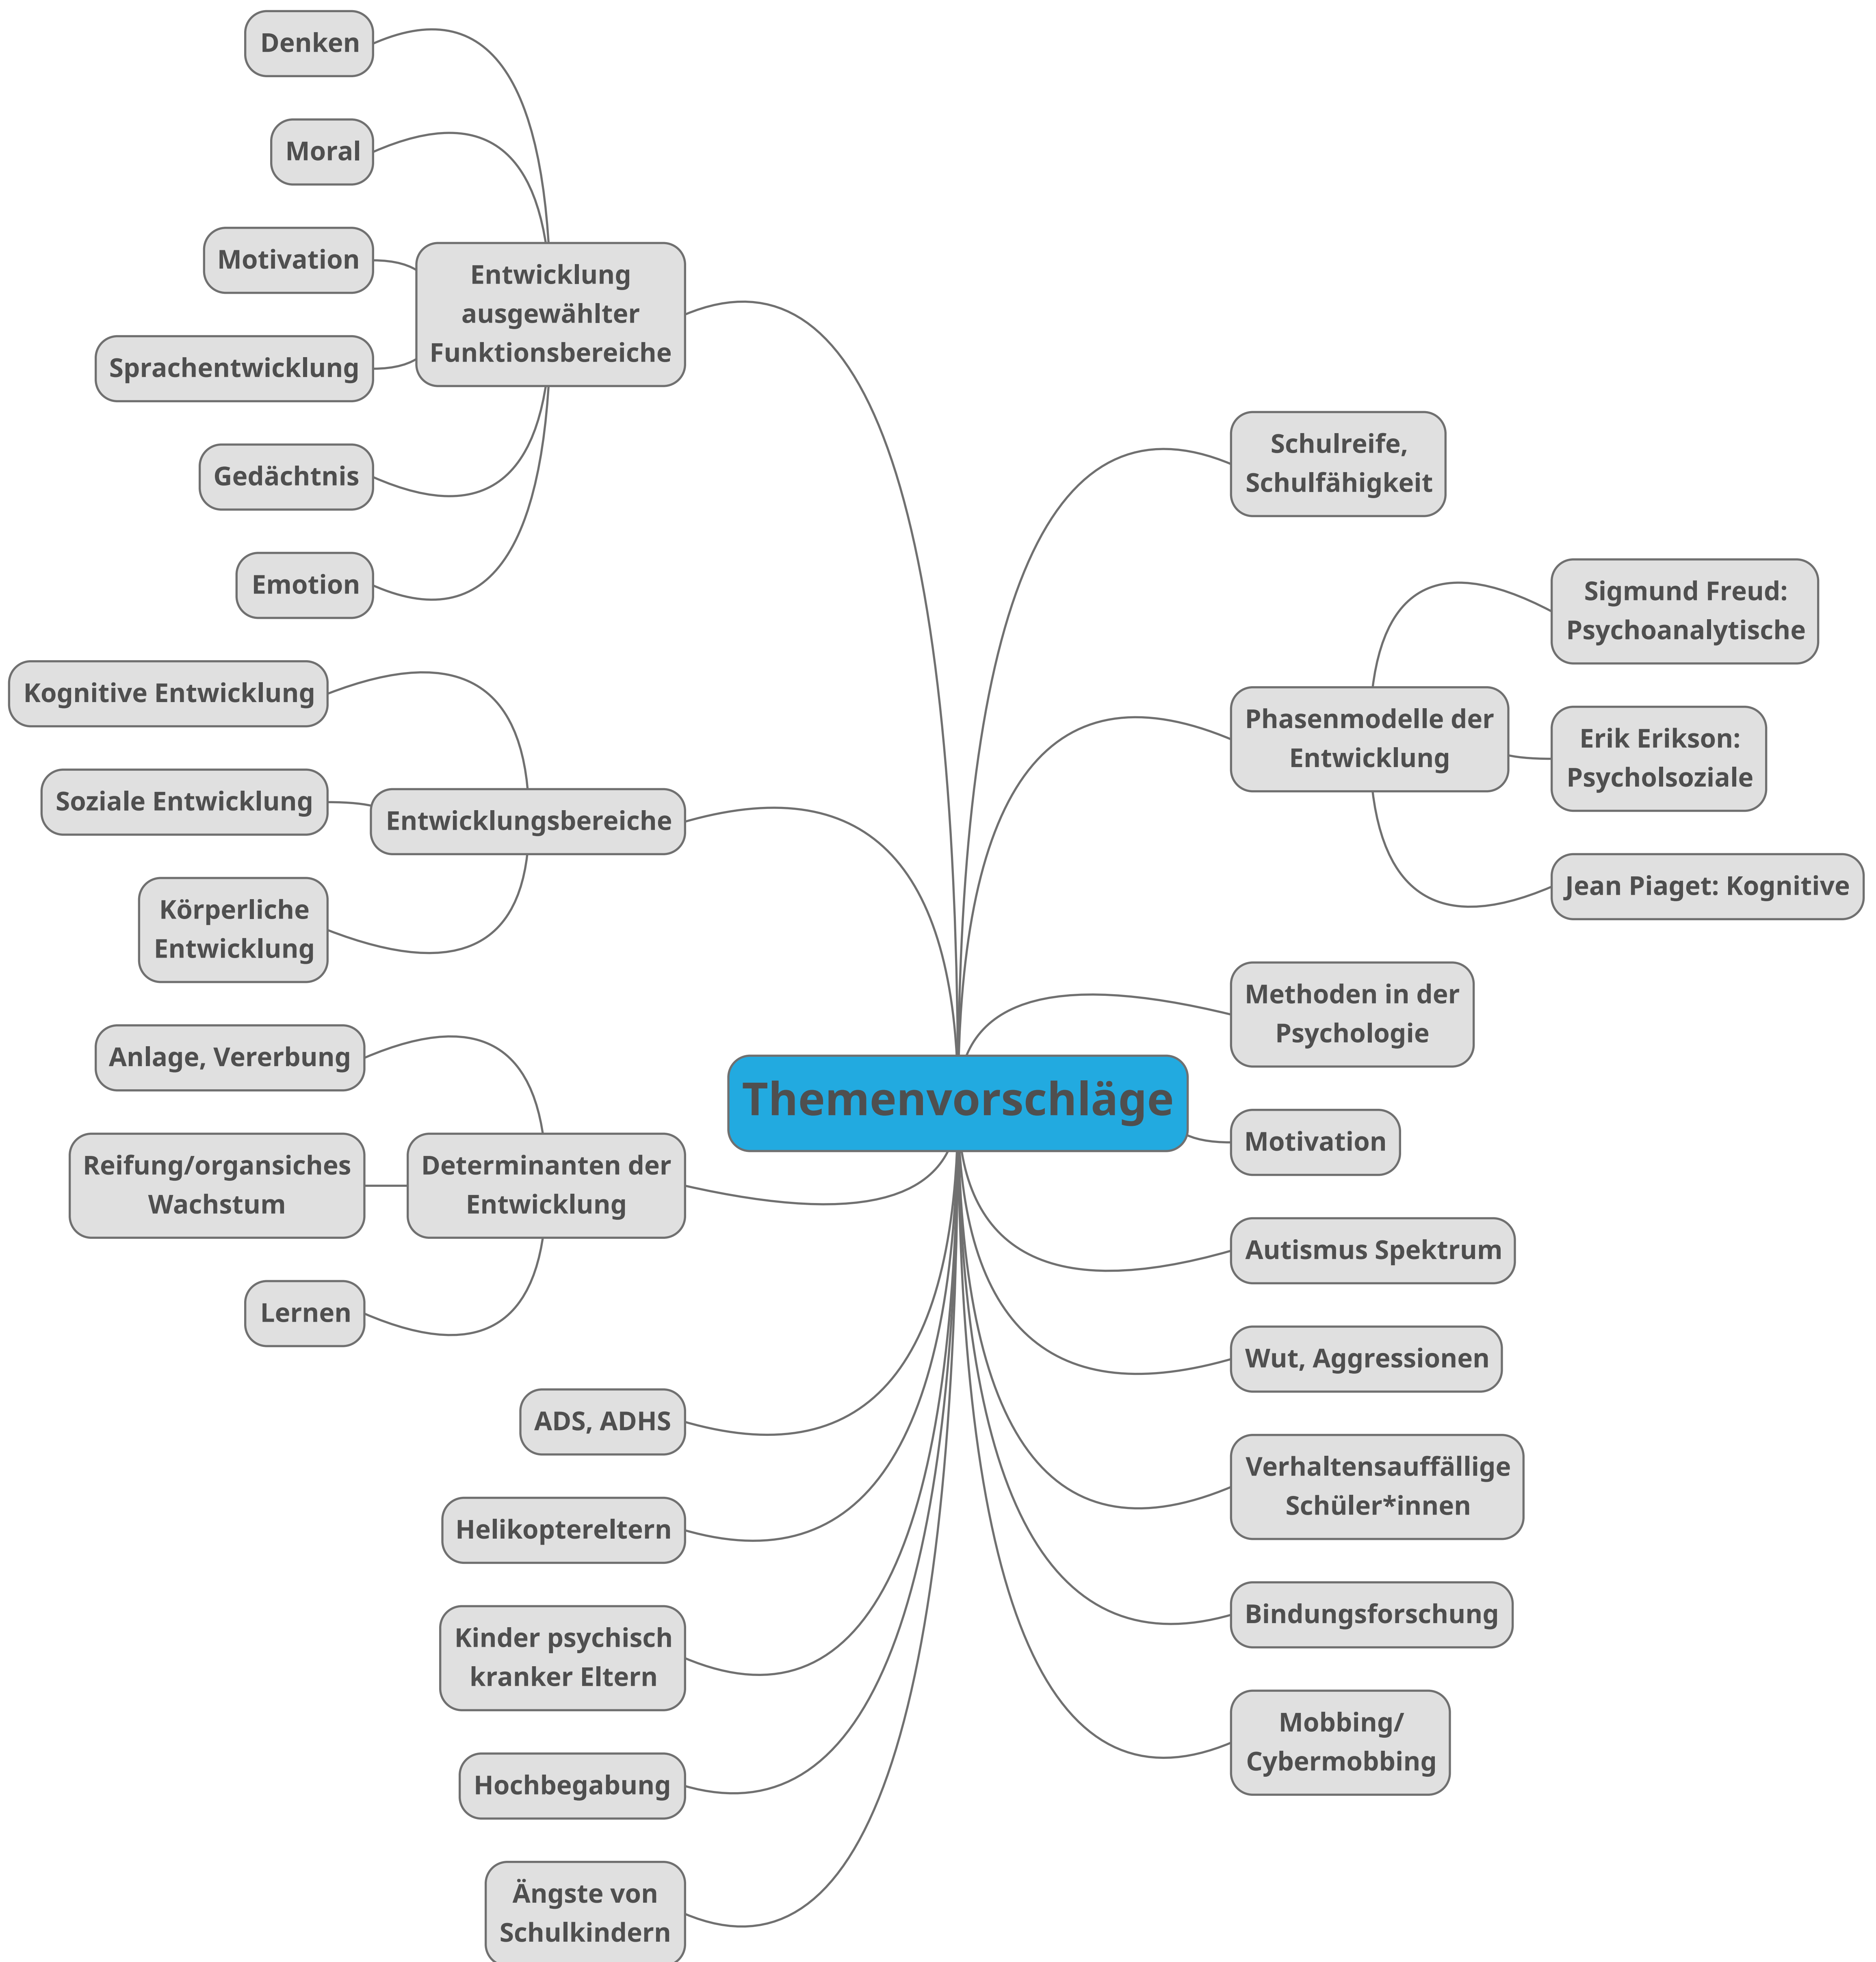 Denken
Moral
Motivation
Sprachentwicklung
Gedächtnis
Emotion
Entwicklung
ausgewählter
Funktionsbereiche
Kognitive Entwicklung
Soziale Entwicklung
Körperliche
Entwicklung
Entwicklungsbereiche
Anlage, Vererbung
Reifung/organsiches
Wachstum
Lernen
Determinanten der
Entwicklung
ADS, ADHS
Helikoptereltern
Kinder psychisch
kranker Eltern
Hochbegabung
Ängste von
Schulkindern
Themenvorschläge
Schulreife,
Schulfähigkeit
Phasenmodelle der
Entwicklung
Sigmund Freud:
Psychoanalytische
Erik Erikson:
Psycholsoziale
Jean Piaget: Kognitive
Methoden in der
Psychologie
Motivation
Autismus Spektrum
Wut, Aggressionen
Verhaltensauffällige
Schüler*innen
Bindungsforschung
Mobbing/
Cybermobbing